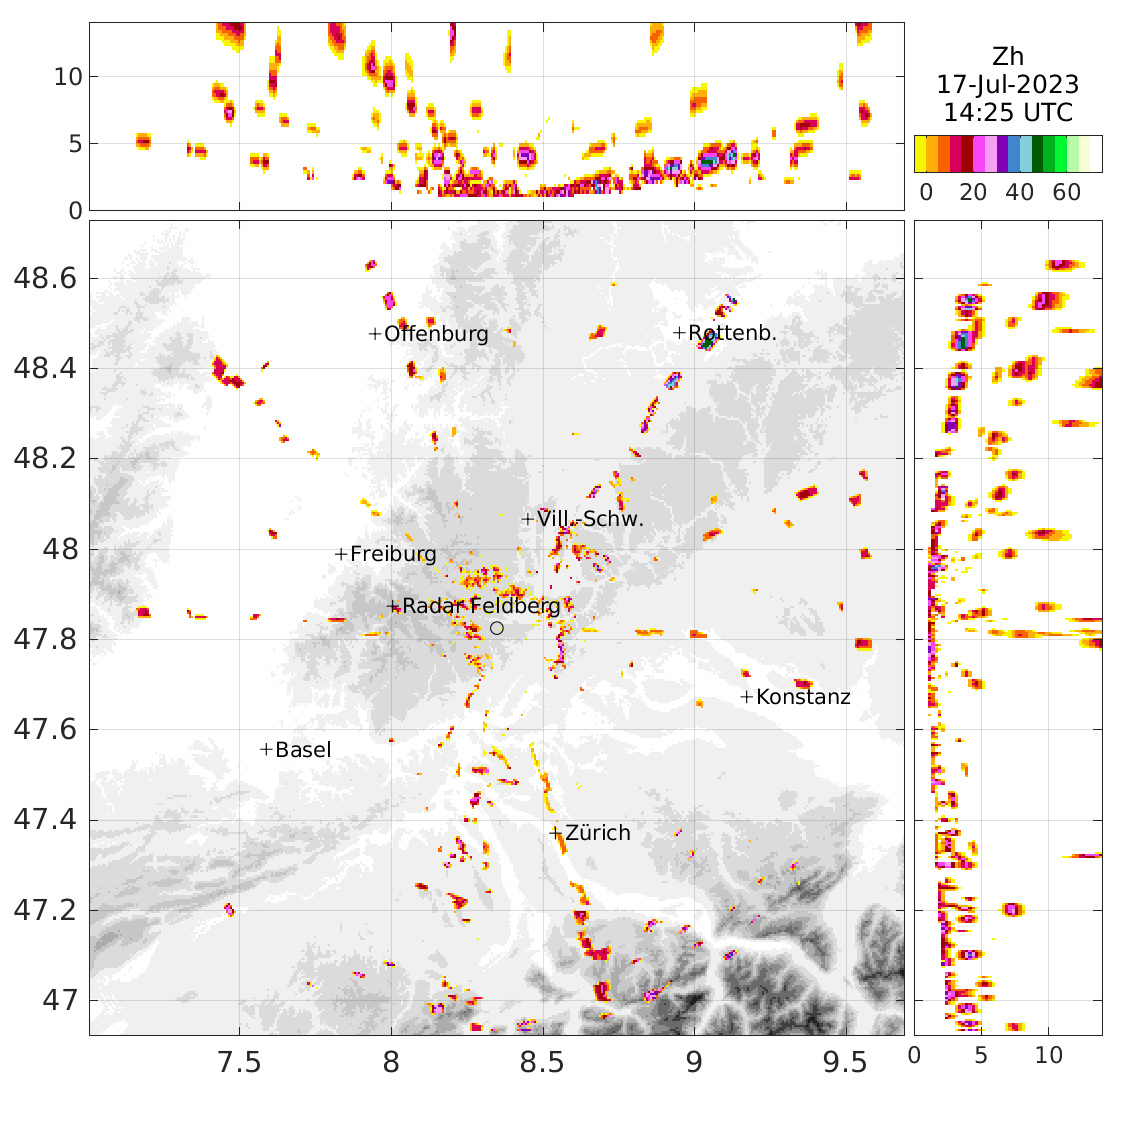 Zh
17-Jul-2023
14:25 UTC
0 20 40 60
10
5
0
48.6
48.4
48.2
48
47.8
47.6
47.4
47.2
47
+Offenburg
+Rottenb.
+Vill.-Schw.
+Freiburg
+Radar Feldberg
+Konstanz
+Basel
+Zürich
7.5 8 8.5 9 9.5
0 5 10